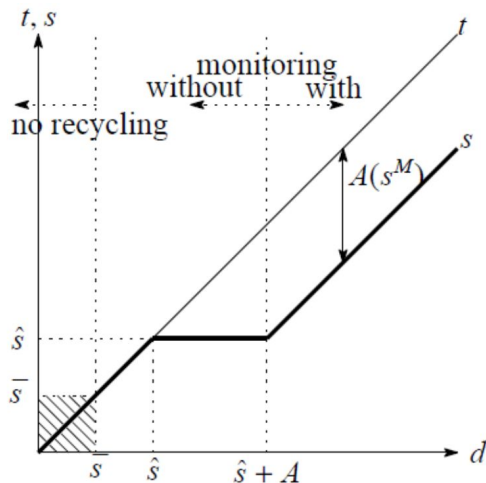 t, s
t
monitoring
without with
no recycling
s
A(s^M)
ŝ
s̅
s̅ ŝ ŝ + A d